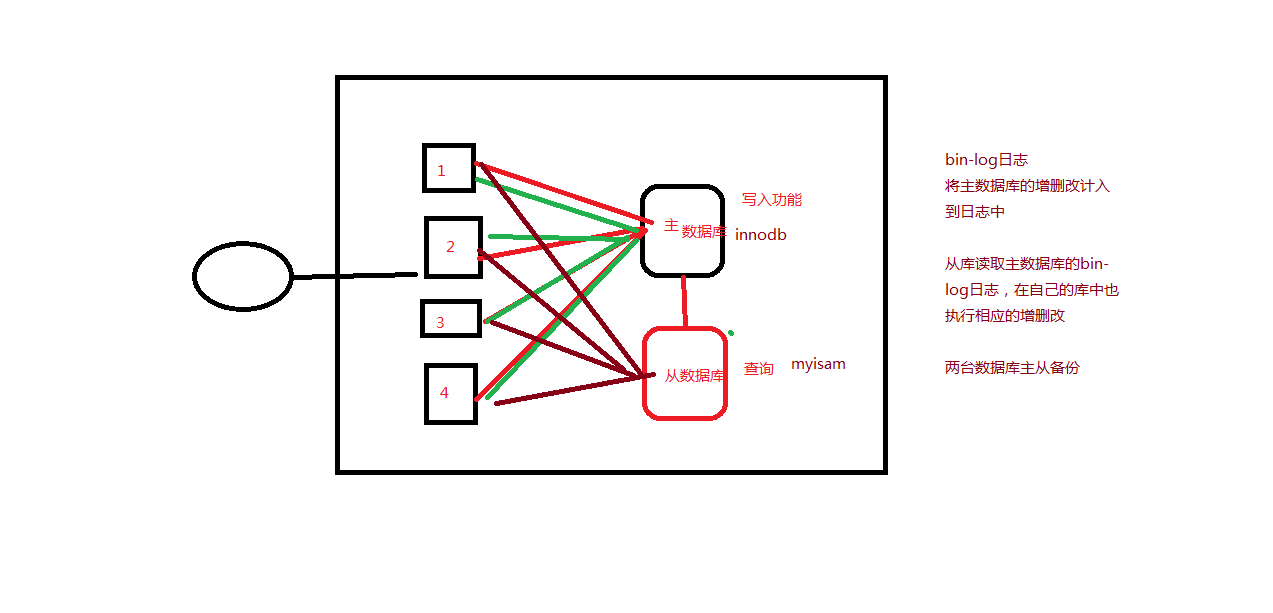 1
2
3
4
主 数据库
写入功能
innodb
从数据库
查询
myisam
bin-log日志
将主数据库的增删改计入
到日志中
从库读取主数据库的bin-
log日志，在自己的库中也
执行相应的增删改
两台数据库主从备份